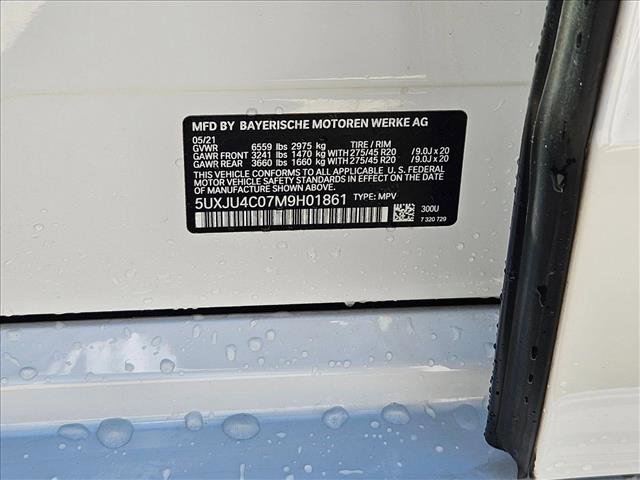 MFD BY BAYERISCHE MOTOREN WERKE AG
05/21
GVWR 6559 lbs 2975 kg TIRE / RIM
GAWR FRONT 3241 lbs 1470 kg WITH 275/45 R20 /9.0J x 20
GAWR REAR 3660 lbs 1660 kg WITH 275/45 R20 /9.0J x 20
THIS VEHICLE CONFORMS TO ALL APPLICABLE U. S. FEDERAL
MOTOR VEHICLE SAFETY STANDARDS IN EFFECT ON
THE DATE OF MANUFACTURE SHOWN ABOVE.
5UXJU4C07M9H01861 TYPE: MPV
300U
7 320 729